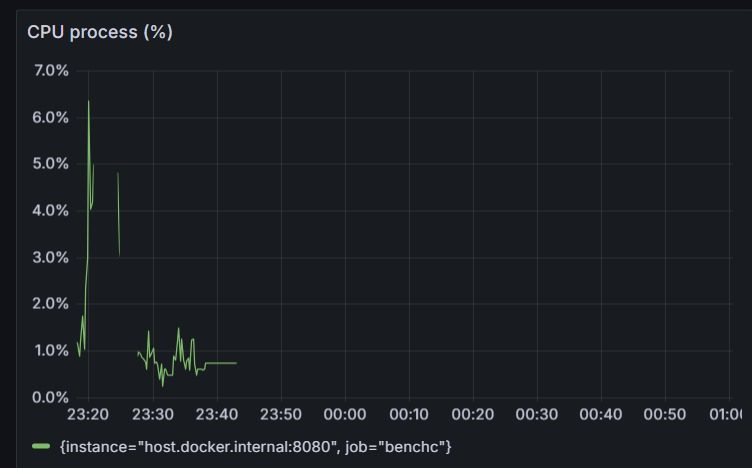 CPU process (%)
7.0%
6.0%
5.0%
4.0%
3.0%
2.0%
1.0%
0.0%
23:20 23:30 23:40 23:50 00:00 00:10 00:20 00:30 00:40 00:50 01:0
{instance="host.docker.internal:8080", job="benchc"}